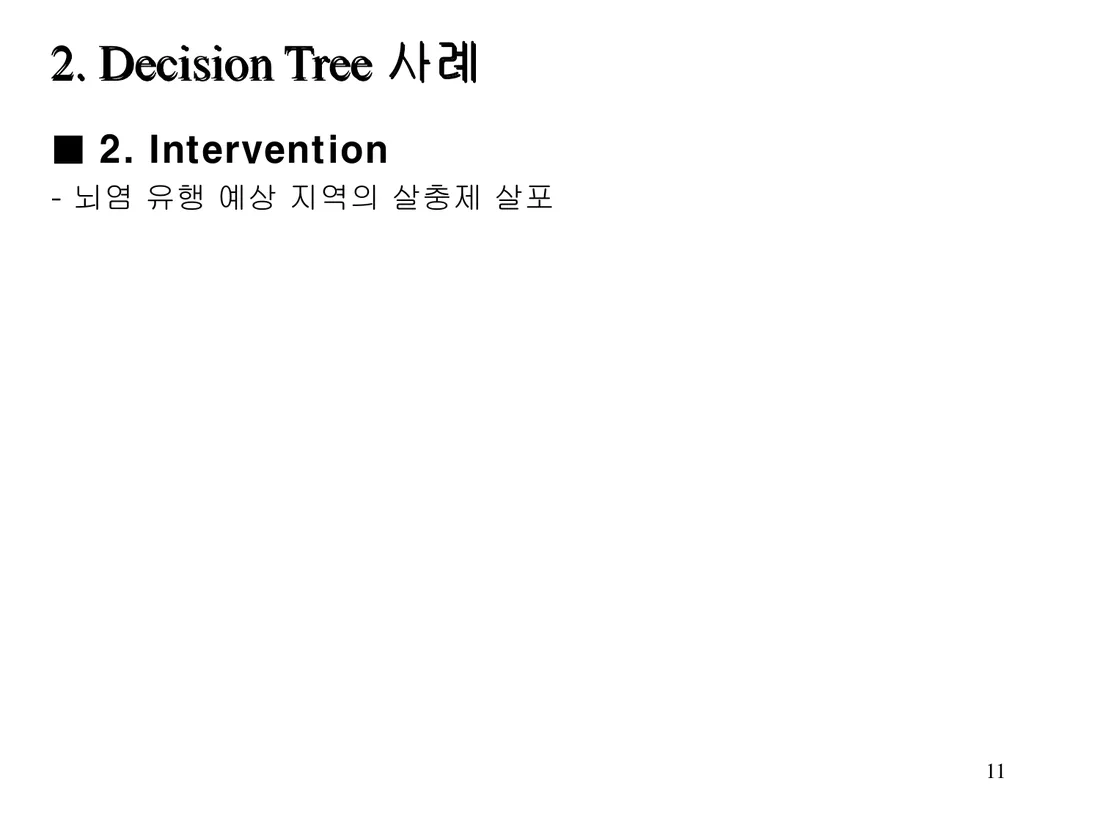 2. Decision Tree 사례
■ 2. Intervention
- 뇌염 유행 예상 지역의 살충제 살포
11